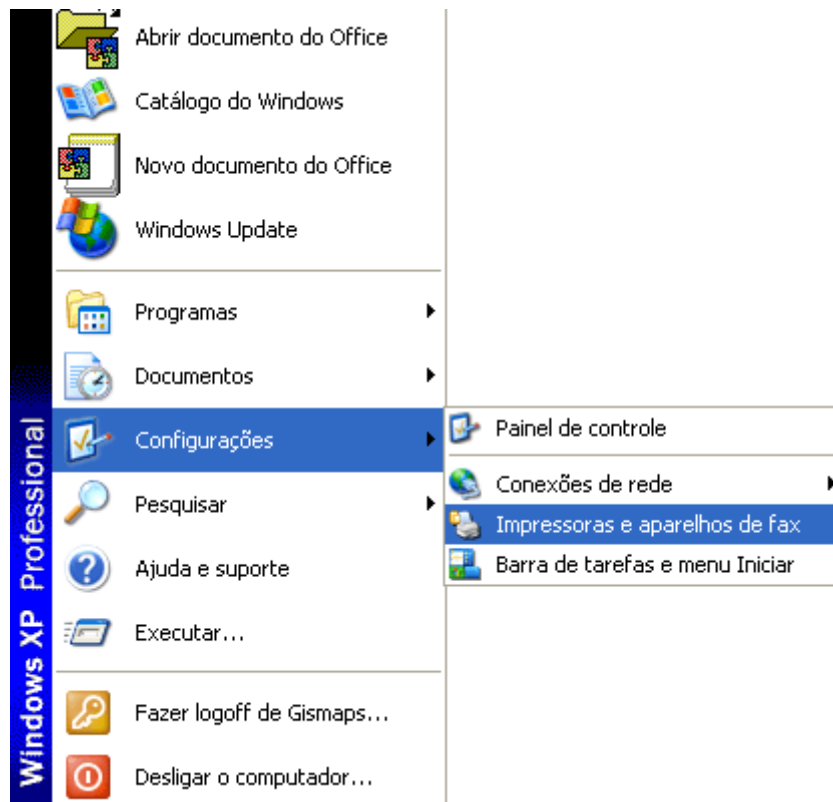 Abrir documento do Office
Catálogo do Windows
Novo documento do Office
Windows Update
Programas
Documentos
Configurações
Pesquisar
Ajuda e suporte
Executar...
Fazer logoff de Gismaps...
Desligar o computador...
Painel de controle
Conexões de rede
Impressoras e aparelhos de fax
Barra de tarefas e menu Iniciar
Windows XP Professional